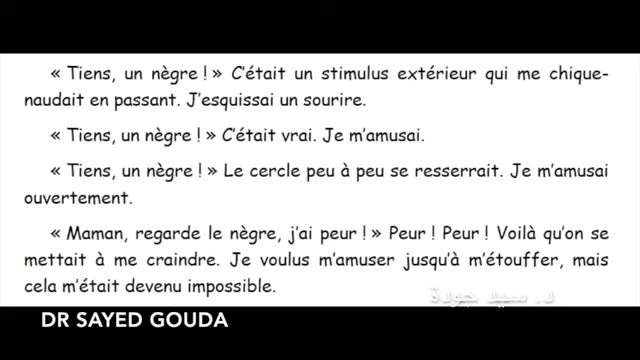 « Tiens, un nègre ! » C’était un stimulus extérieur qui me chique-
naudait en passant. J’esquissai un sourire.
« Tiens, un nègre ! » C’était vrai. Je m’amusai.
« Tiens, un nègre ! » Le cercle peu à peu se resserrait. Je m’amusai
ouvertement.
« Maman, regarde le nègre, j’ai peur ! » Peur ! Peur ! Voilà qu’on se
mettait à me craindre. Je voulus m’amuser jusqu’à m’étouffer, mais
cela m’était devenu impossible.
د. سيد جودة
DR SAYED GOUDA